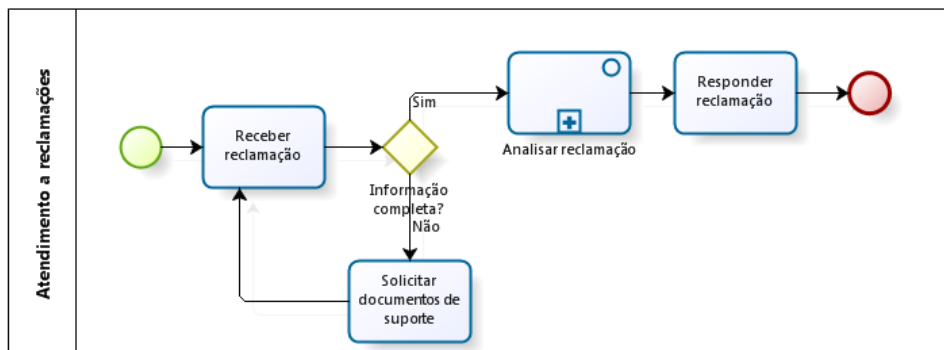 Atendimento a reclamações
Receber
reclamação
Sim
Informação
completa?
Não
Solicitar
documentos de
suporte
Analisar reclamação
Responder
reclamação